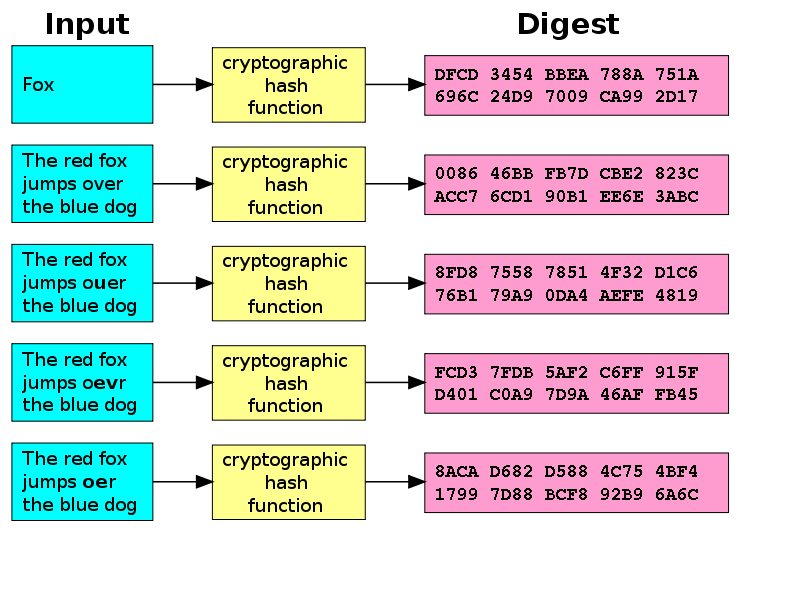 Input
Digest
Fox
cryptographic
hash
function
DFCD 3454 BBEA 788A 751A
696C 24D9 7009 CA99 2D17
The red fox
jumps over
the blue dog
cryptographic
hash
function
0086 46BB FB7D CBE2 823C
ACC7 6CD1 90B1 EE6E 3ABC
The red fox
jumps ouer
the blue dog
cryptographic
hash
function
8FD8 7558 7851 4F32 D1C6
76B1 79A9 0DA4 AEFE 4819
The red fox
jumps oevr
the blue dog
cryptographic
hash
function
FCD3 7FDB 5AF2 C6FF 915F
D401 C0A9 7D9A 46AF FB45
The red fox
jumps oer
the blue dog
cryptographic
hash
function
8ACA D682 D588 4C75 4BF4
1799 7D88 BCF8 92B9 6A6C